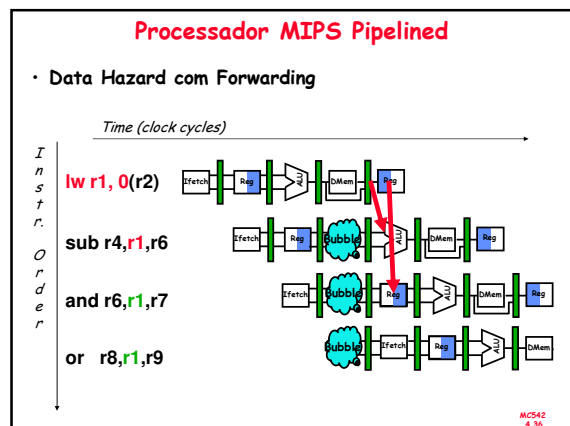 Processador MIPS Pipelined
• Data Hazard com Forwarding
Time (clock cycles)
Instr. Order
lw r1, 0(r2)
Ifetch Reg ALU DMem Reg
sub r4,r1,r6
Ifetch Reg Bubble ALU DMem Reg
and r6,r1,r7
Ifetch Bubble Reg ALU DMem Reg
or r8,r1,r9
Bubble Ifetch Reg ALU DMem
MC542
4.36